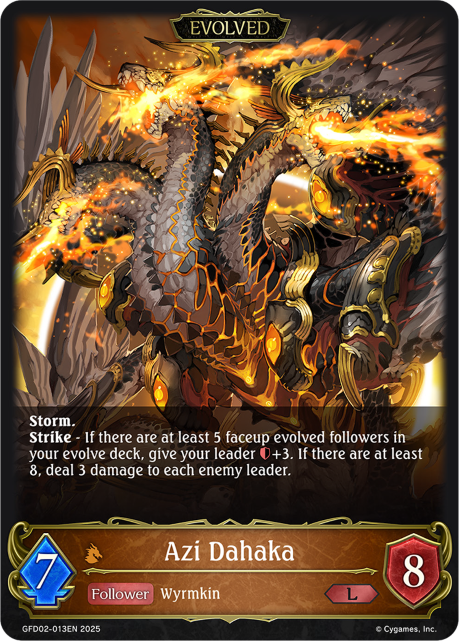 EVOLVED
Storm.
Strike - If there are at least 5 faceup evolved followers in
your evolve deck, give your leader +3. If there are at least
8, deal 3 damage to each enemy leader.
Azi Dahaka
7
Follower Wyrmkin L
8
GFD02-013EN 2025
© Cygames, Inc.